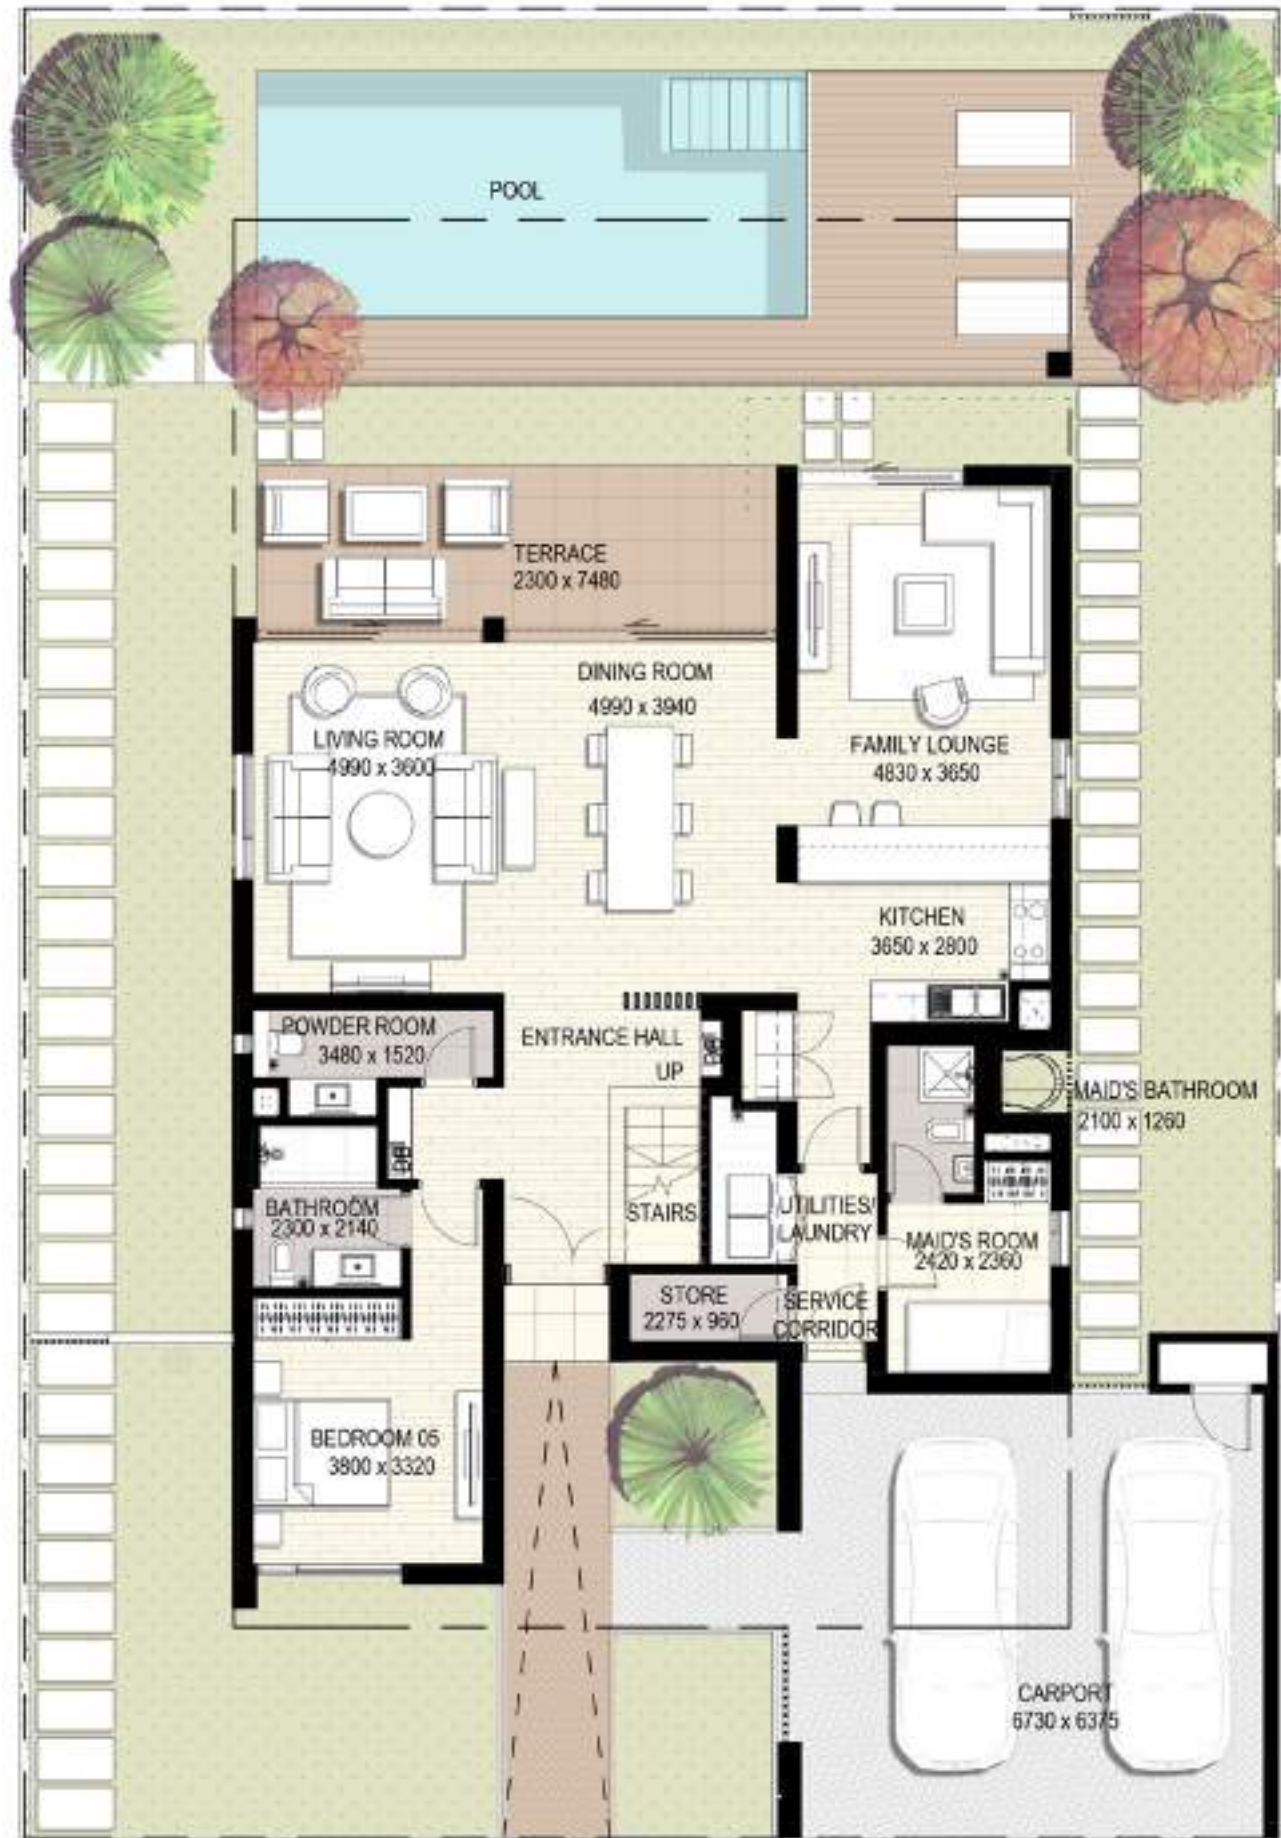 POOL
TERRACE
2300 x 7480
DINING ROOM
4990 x 3940
LIVING ROOM
4990 x 3600
FAMILY LOUNGE
4830 x 3650
KITCHEN
3650 x 2800
POWDER ROOM
3480 x 1520
ENTRANCE HALL
UP
MAID'S BATHROOM
2100 x 1260
BATHROOM
2300 x 2140
STAIRS
UTILITIES/
LAUNDRY
MAID'S ROOM
2420 x 2360
STORE
2275 x 960
SERVICE
CORRIDOR
BEDROOM 05
3800 x 3320
CARPORT
6730 x 6375